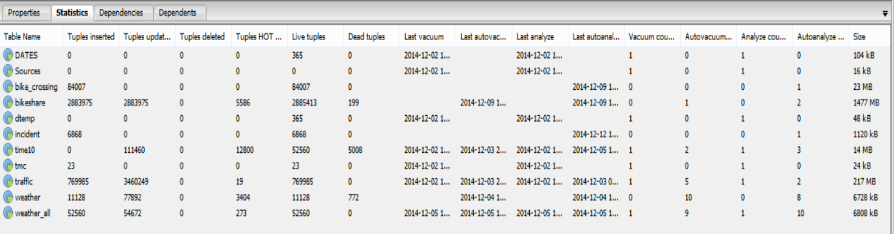 Properties Statistics Dependencies Dependents
Table Name Tuples inserted Tuples updat... Tuples deleted Tuples HOT ... Live tuples Dead tuples Last vacuum Last autovac... Last analyze Last autoanal... Vacuum cou... Autovacuum... Analyze cou... Autoanalyze ... Size
DATES 0 0 0 0 365 0 2014-12-02 1... 2014-12-02 1... 1 0 1 0 104 kB
Sources 0 0 0 0 0 0 2014-12-02 1... 2014-12-02 1... 1 0 1 0 16 kB
bike_crossing 84007 0 0 0 84007 0 2014-12-09 1... 0 0 0 1 23 MB
bikeshare 2883975 2883975 0 5586 2885413 199 2014-12-09 1... 2014-12-09 1... 0 1 0 2 1477 MB
dtemp 0 0 0 0 365 0 2014-12-02 1... 2014-12-02 1... 1 0 1 0 48 kB
incident 6868 0 0 0 6868 0 2014-12-12 1... 0 0 0 1 1120 kB
time10 0 111460 0 12800 52560 5008 2014-12-02 1... 2014-12-03 2... 2014-12-02 1... 2014-12-05 1... 1 2 1 3 14 MB
tmc 23 0 0 0 23 0 2014-12-02 1... 2014-12-02 1... 1 0 1 0 24 kB
traffic 769985 3460249 0 19 769985 0 2014-12-02 1... 2014-12-03 2... 2014-12-02 1... 2014-12-03 0... 1 5 1 2 217 MB
weather 11128 77892 0 3404 11128 772 2014-12-04 1... 2014-12-04 1... 0 10 0 8 6728 kB
weather_all 52560 54672 0 273 52560 0 2014-12-05 1... 2014-12-05 1... 2014-12-05 1... 2014-12-05 1... 1 9 1 10 6808 kB